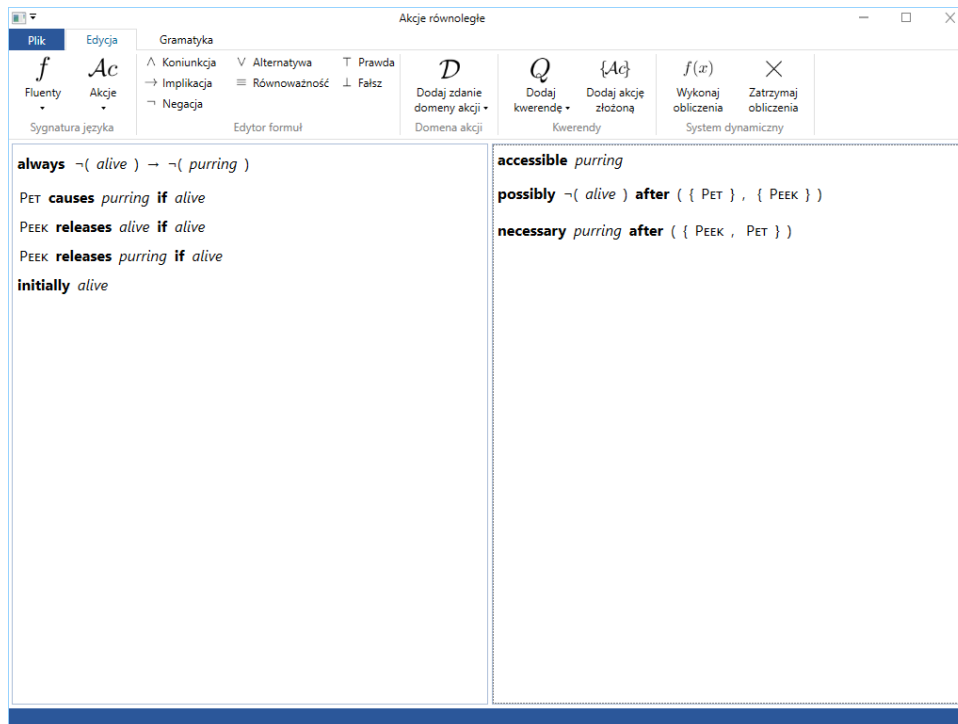 Akcje równoległe
Plik Edycja Gramatyka
f Ac ∧ Koniunkcja ∨ Alternatywa ⊤ Prawda 𝒟 Q {Ac} f(x)
Fluenty Akcje → Implikacja ≡ Równoważność ⊥ Fałsz Dodaj zdanie Dodaj Dodaj akcję Wykonaj Zatrzymaj
¬ Negacja domeny akcji kwerendę złożoną obliczenia obliczenia
Sygnatura języka Edytor formuł Domena akcji Kwerendy System dynamiczny
always ¬( alive ) → ¬( purring )
PET causes purring if alive
PEEK releases alive if alive
PEEK releases purring if alive
initially alive
accessible purring
possibly ¬( alive ) after ( { PET } , { PEEK } )
necessary purring after ( { PEEK , PET } )